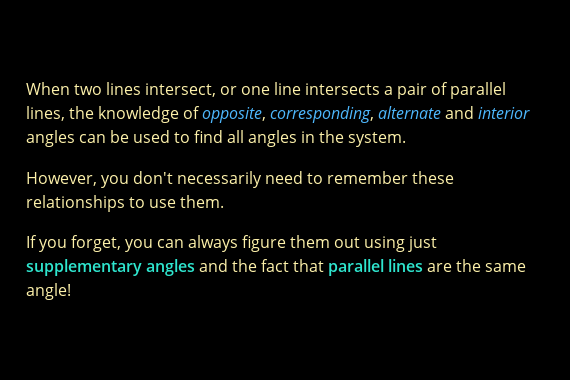 When two lines intersect, or one line intersects a pair of parallel
lines, the knowledge of opposite, corresponding, alternate and interior
angles can be used to find all angles in the system.
However, you don't necessarily need to remember these
relationships to use them.
If you forget, you can always figure them out using just
supplementary angles and the fact that parallel lines are the same
angle!